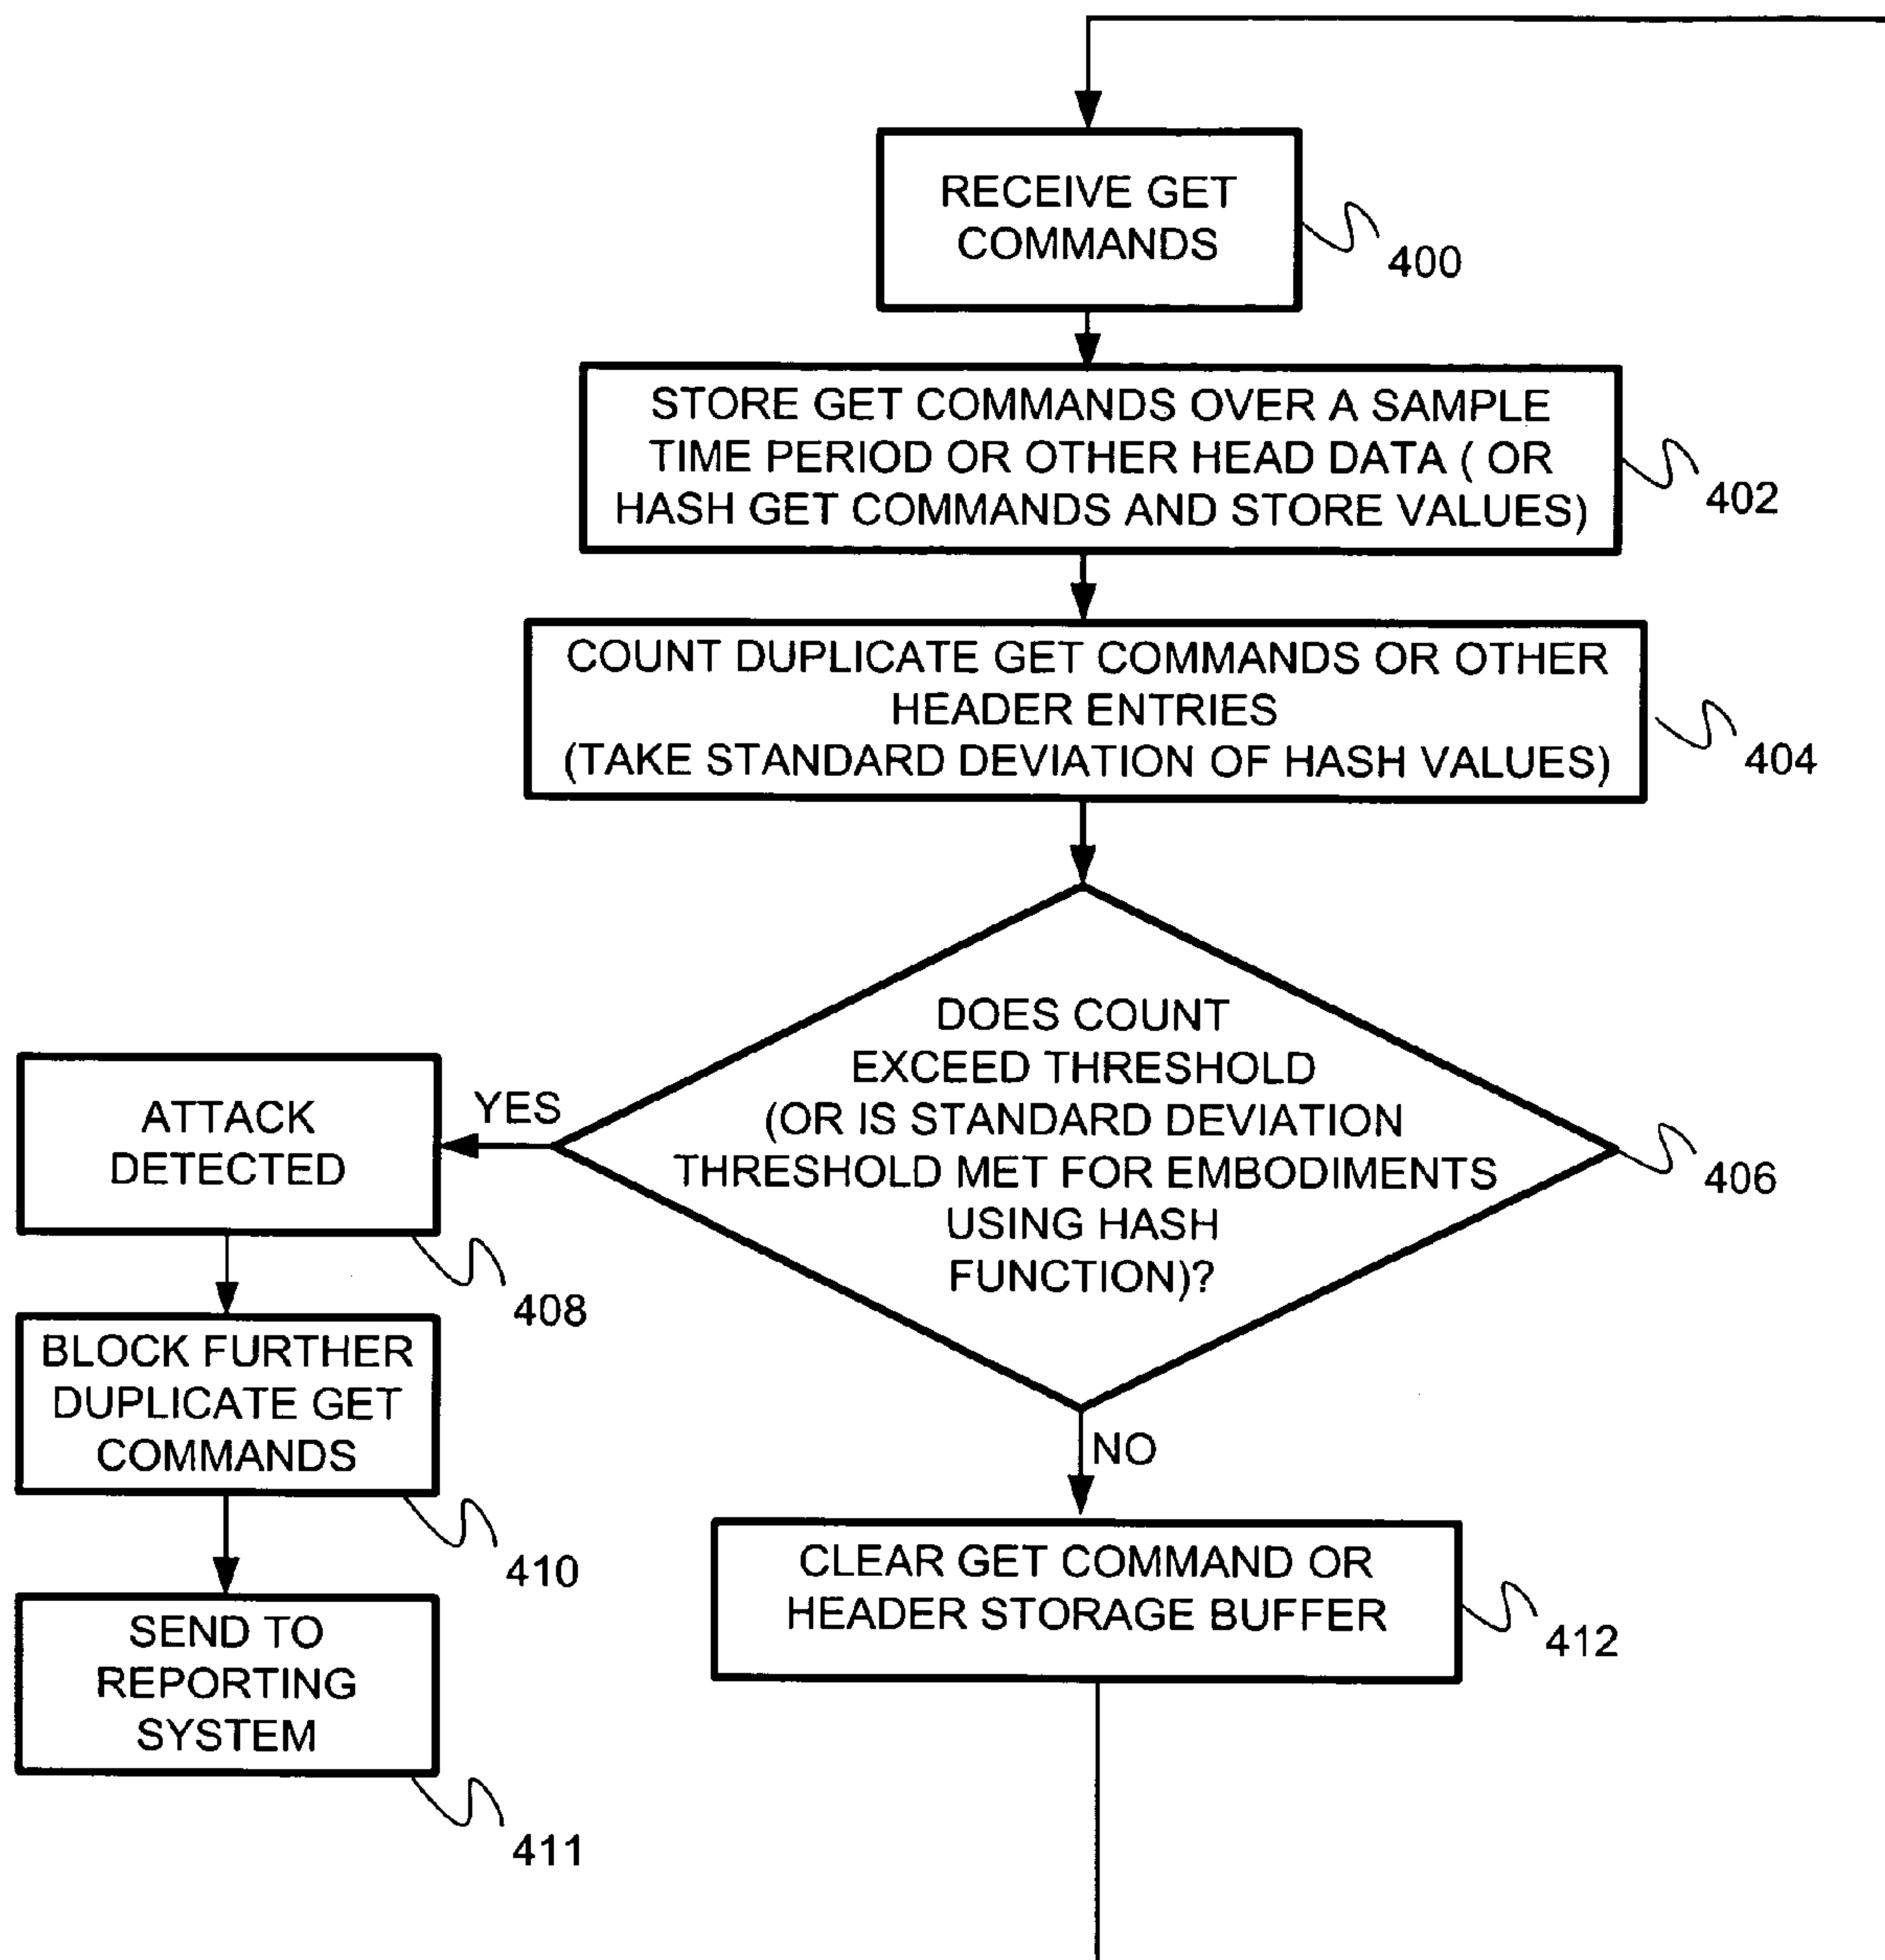 RECEIVE GET
COMMANDS
400
STORE GET COMMANDS OVER A SAMPLE
TIME PERIOD OR OTHER HEAD DATA ( OR
HASH GET COMMANDS AND STORE VALUES)
402
COUNT DUPLICATE GET COMMANDS OR OTHER
HEADER ENTRIES
(TAKE STANDARD DEVIATION OF HASH VALUES)
404
DOES COUNT
EXCEED THRESHOLD
(OR IS STANDARD DEVIATION
THRESHOLD MET FOR EMBODIMENTS
USING HASH
FUNCTION)?
406
YES
ATTACK
DETECTED
408
BLOCK FURTHER
DUPLICATE GET
COMMANDS
410
SEND TO
REPORTING
SYSTEM
411
NO
CLEAR GET COMMAND OR
HEADER STORAGE BUFFER
412